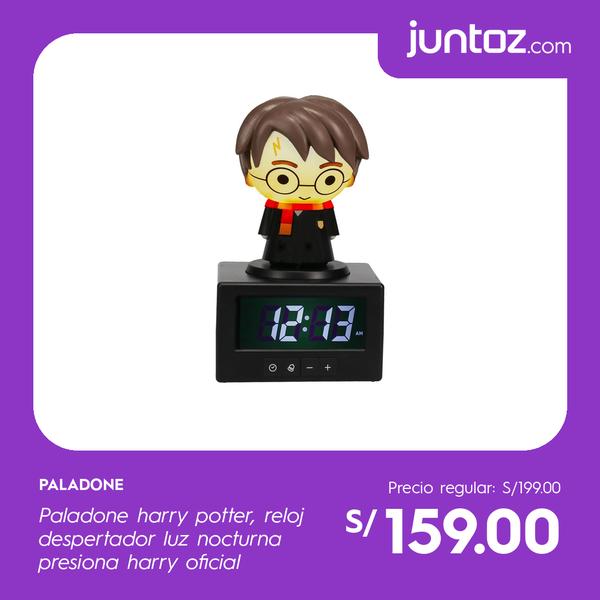 juntoz.com
12:13 AM
PALADONE
Paladone harry potter, reloj
despertador luz nocturna
presiona harry oficial
Precio regular: S/199.00
S/159.00